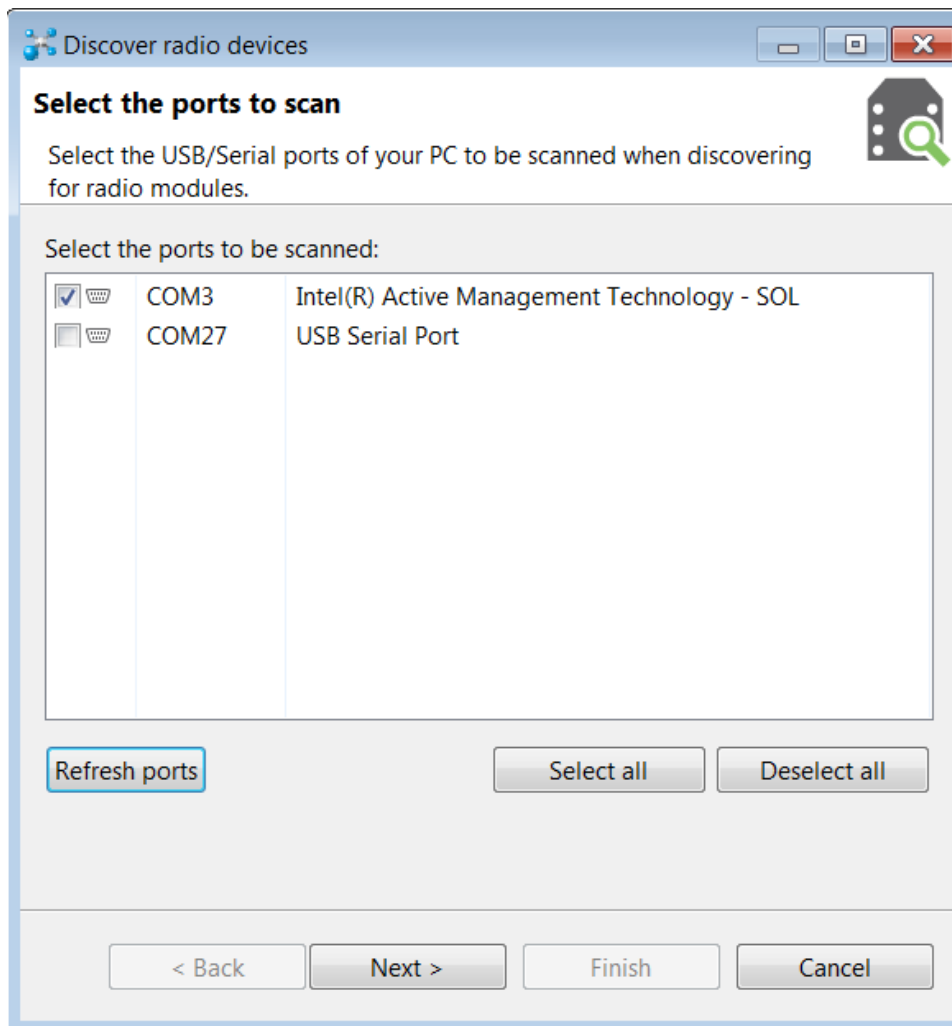 Discover radio devices
Select the ports to scan
Select the USB/Serial ports of your PC to be scanned when discovering
for radio modules.
Select the ports to be scanned:
COM3 Intel(R) Active Management Technology - SOL
COM27 USB Serial Port
Refresh ports Select all Deselect all
< Back Next > Finish Cancel